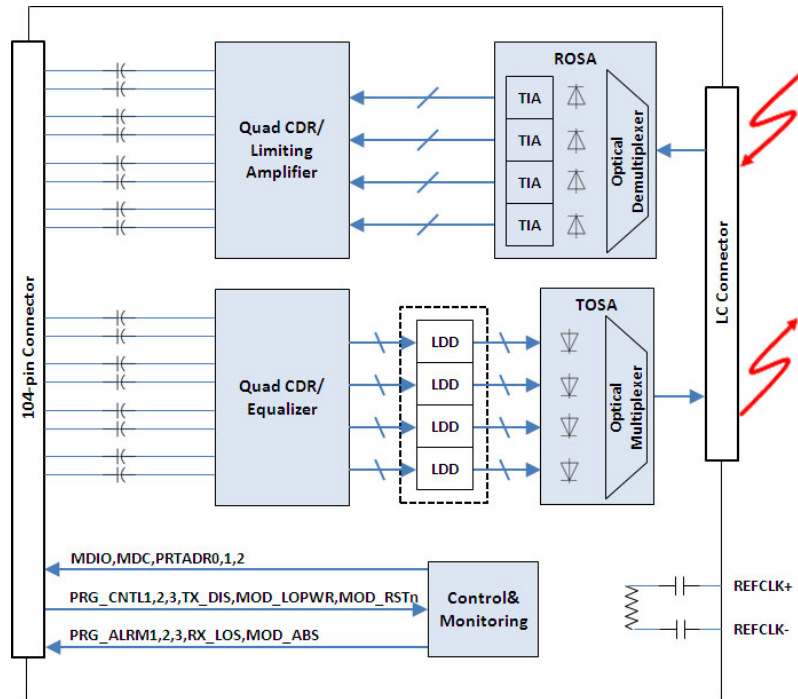 104-pin Connector
Quad CDR/
Limiting
Amplifier
ROSA
TIA
TIA
TIA
TIA
Optical
Demultiplexer
LC Connector
Quad CDR/
Equalizer
LDD
LDD
LDD
LDD
TOSA
Optical
Multiplexer
MDIO,MDC,PRTADR0,1,2
PRG_CNTL1,2,3,TX_DIS,MOD_LOPWR,MOD_RSTn
PRG_ALRM1,2,3,RX_LOS,MOD_ABS
Control&
Monitoring
REFCLK+
REFCLK-